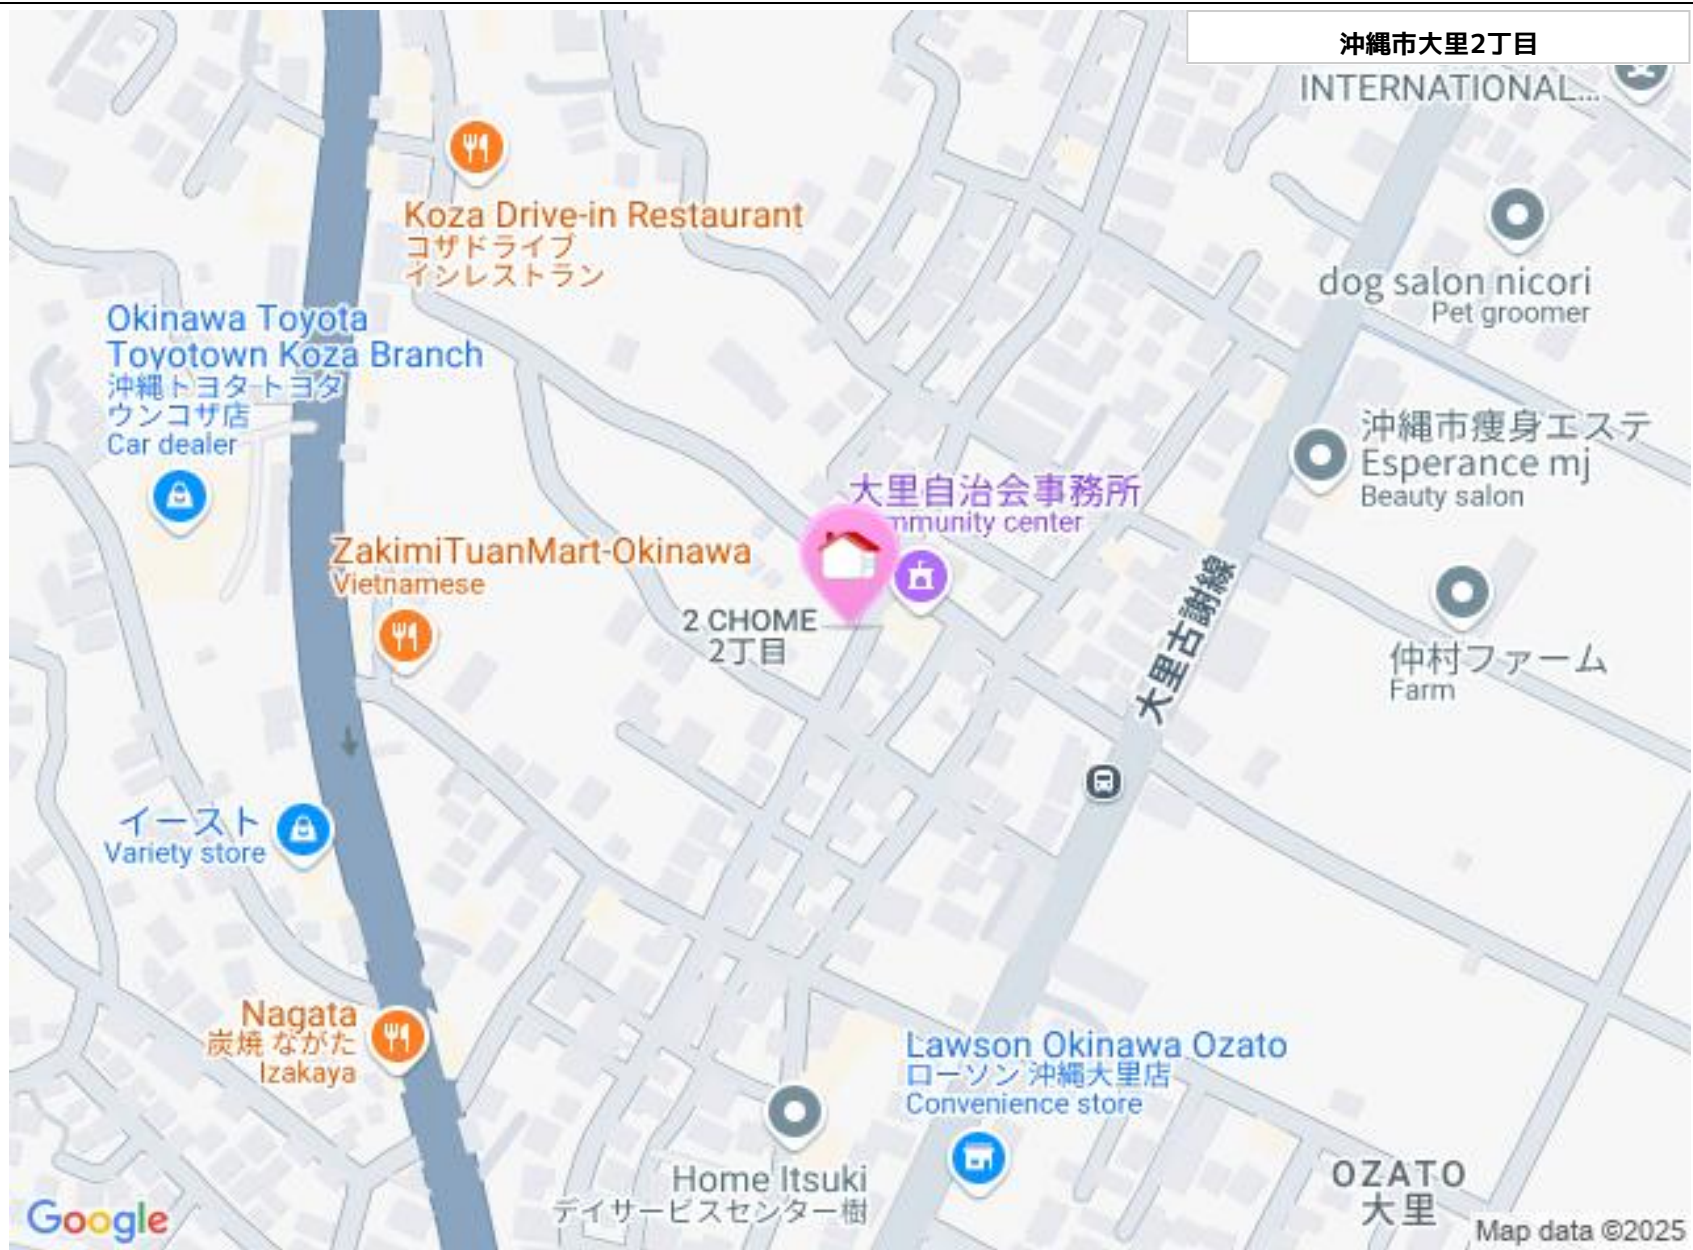 沖縄市大里2丁目
INTERNATIONAL...
Koza Drive-in Restaurant
コザドライブ
インレストラン
dog salon nicori
Pet groomer
Okinawa Toyota
Toyotown Koza Branch
沖縄トヨタトヨタ
ウンコザ店
Car dealer
沖縄市痩身エステ
Esperance mj
Beauty salon
大里自治会事務所
mmunity center
ZakimiTuanMart-Okinawa
Vietnamese
2 CHOME
2丁目
大里古謝線
仲村ファーム
Farm
イースト
Variety store
Nagata
炭焼 ながた
Izakaya
Lawson Okinawa Ozato
ローソン 沖縄大里店
Convenience store
Home Itsuki
デイサービスセンター樹
OZATO
大里
Google
Map data ©2025